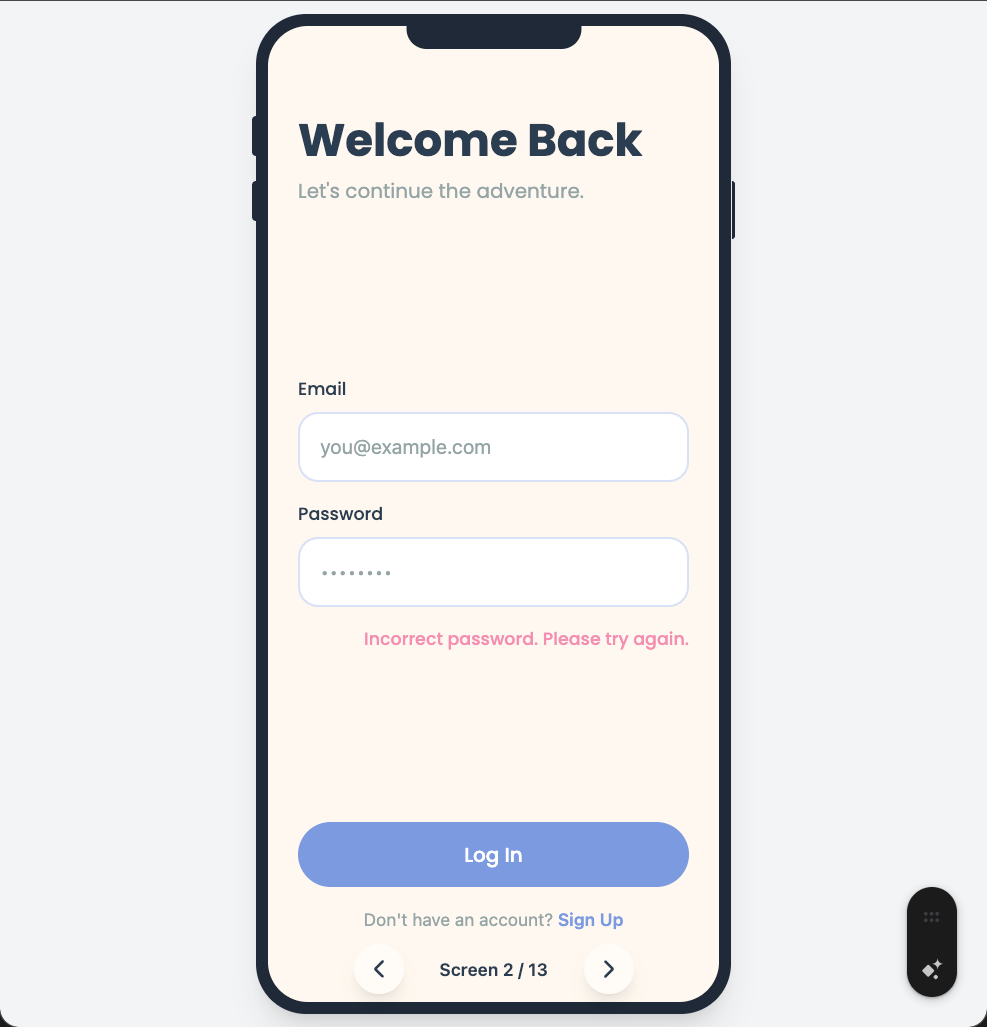 Welcome Back
Let's continue the adventure.
Email
you@example.com
Password
••••••••
Incorrect password. Please try again.
Log In
Don't have an account? Sign Up
Screen 2 / 13